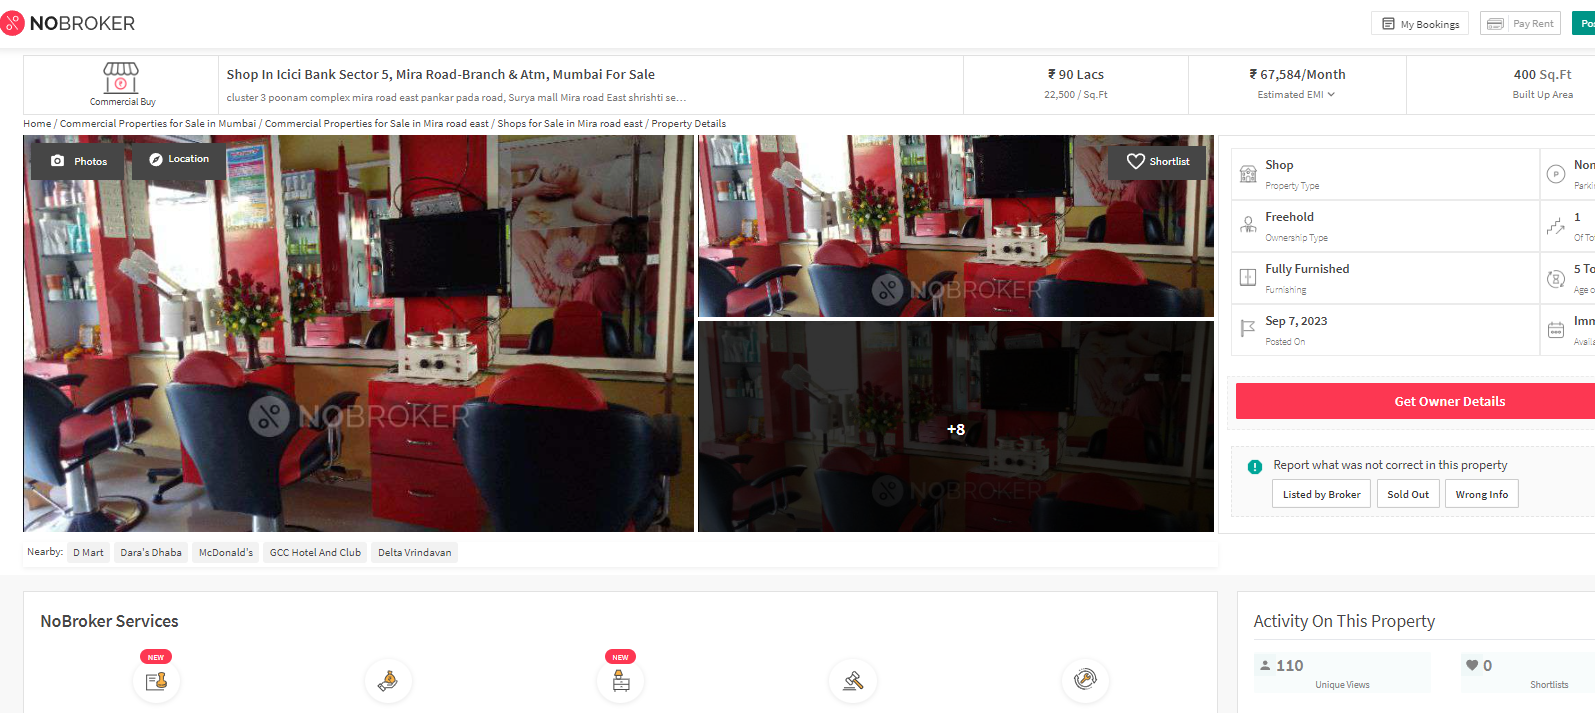 NOBROKER
My Bookings
Pay Rent
Commercial Buy
Shop In Icici Bank Sector 5, Mira Road-Branch & Atm, Mumbai For Sale
cluster 3 poonam complex mira road east pankar pada road, Surya mall Mira road East shrishti se...
₹ 90 Lacs
22,500 / Sq.Ft
₹ 67,584/Month
Estimated EMI
400 Sq.Ft
Built Up Area
Home / Commercial Properties for Sale in Mumbai / Commercial Properties for Sale in Mira road east / Shops for Sale in Mira road east / Property Details
Photos
Location
Shortlist
NOBROKER
NOBROKER
+8
NOBROKER
Shop
Property Type
Freehold
Ownership Type
1
Fully Furnished
Furnishing
Sep 7, 2023
Posted On
Get Owner Details
Report what was not correct in this property
Listed by Broker
Sold Out
Wrong Info
Nearby: D Mart Dara's Dhaba McDonald's GCC Hotel And Club Delta Vrindavan
NoBroker Services
NEW
NEW
Activity On This Property
110
Unique Views
0
Shortlists